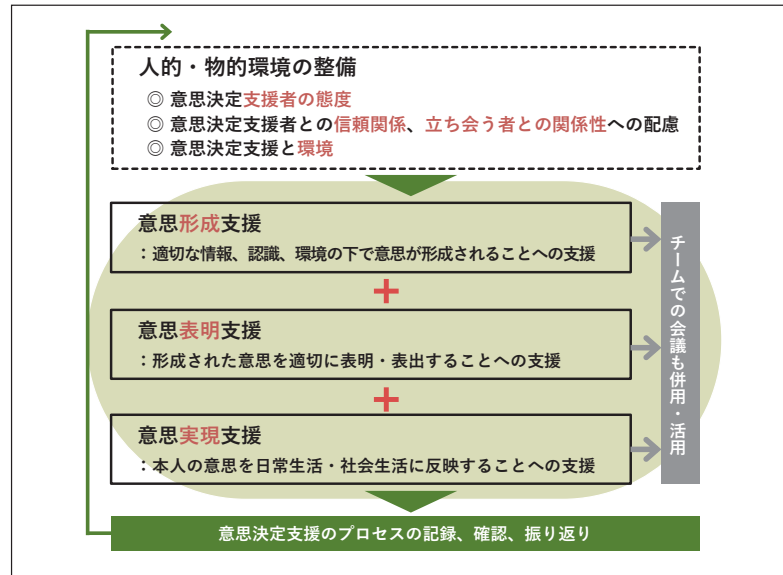 人的・物的環境の整備
◎ 意思決定支援者の態度
◎ 意思決定支援者との信頼関係、立ち会う者との関係性への配慮
◎ 意思決定支援と環境
意思形成支援
：適切な情報、認識、環境の下で意思が形成されることへの支援
+
意思表明支援
：形成された意思を適切に表明・表出することへの支援
+
意思実現支援
：本人の意思を日常生活・社会生活に反映することへの支援
チームでの会議も併用・活用
意思決定支援のプロセスの記録、確認、振り返り